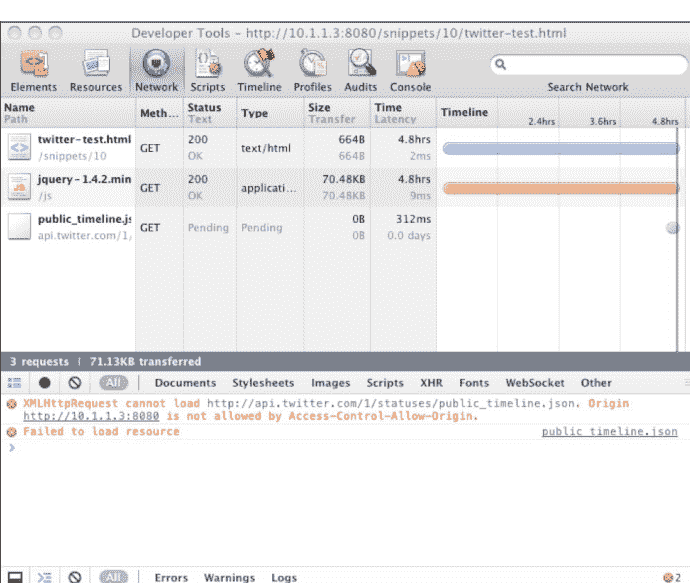 Developer Tools - http://10.1.1.3:8080/snippets/10/twitter-test.html
Elements Resources Network Scripts Timeline Profiles Audits Console Search Network
Name Path Meth... Status Text Type Size Transfer Time Latency Timeline 2.4hrs 3.6hrs 4.8hrs
twitter-test.html GET 200 text/html 664B 4.8hrs
/snippets/10 OK 664B 2ms
jquery-1.4.2.min GET 200 applicati... 70.48KB 4.8hrs
/js OK 70.48KB 9ms
public_timeline.js GET Pending Pending 0B 312ms
api.twitter.com/1, 0B 0.0 days
3 requests | 71.13KB transferred
All Documents Stylesheets Images Scripts XHR Fonts WebSocket Other
XMLHttpRequest cannot load http://api.twitter.com/1/statuses/public_timeline.json. Origin
http://10.1.1.3:8080 is not allowed by Access-Control-Allow-Origin.
Failed to load resource public_timeline.json
>
All Errors Warnings Logs 2